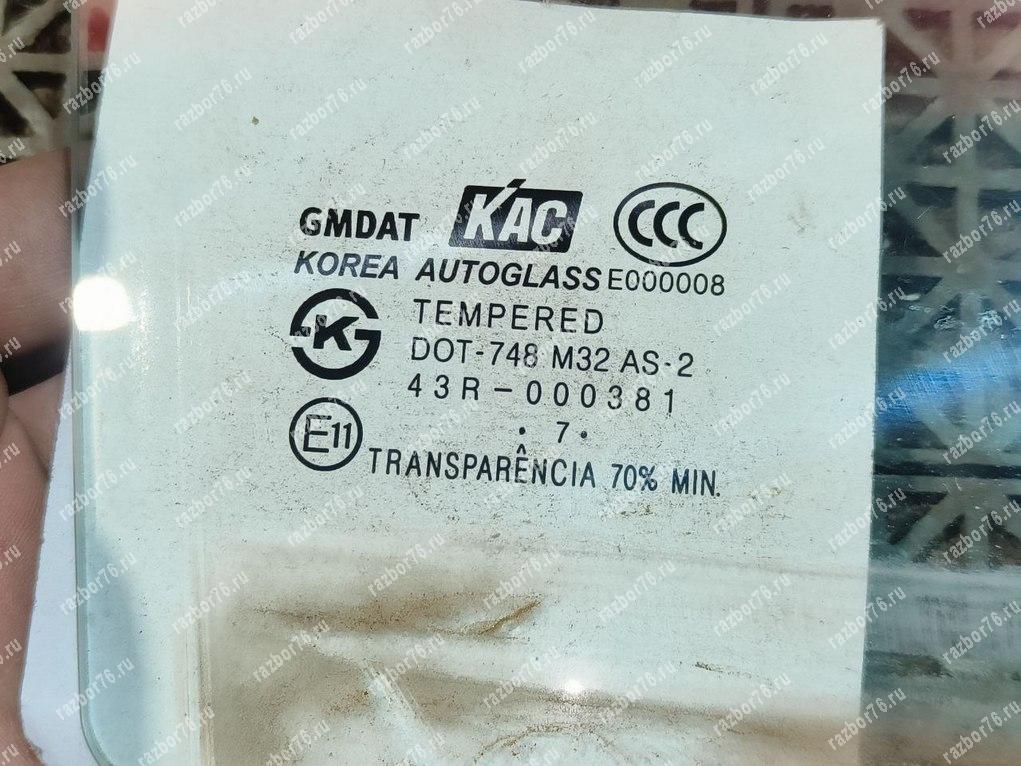 GMDAT KAC CCC
KOREA AUTOGLASS E000008
K TEMPERED
DOT-748 M32 AS-2
43R-000381
. 7 .
E11 TRANSPARÊNCIA 70% MIN.
razbor76.ru